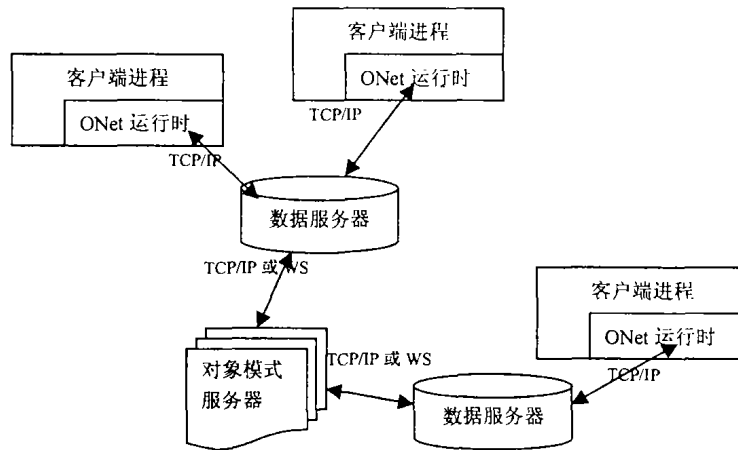 客户端进程
ONet 运行时
TCP/IP
客户端进程
ONet 运行时
TCP/IP
数据服务器
TCP/IP 或 WS
对象模式
服务器
TCP/IP 或 WS
数据服务器
客户端进程
ONet 运行时
TCP/IP